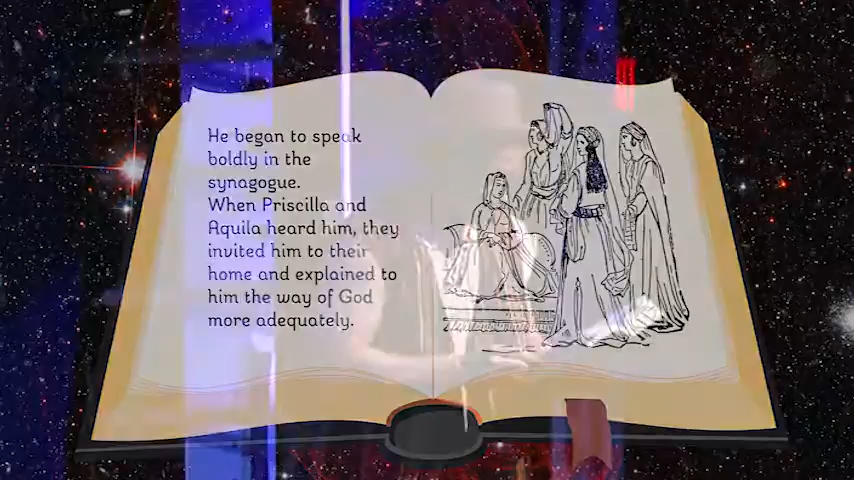 He began to speak
boldly in the
synagogue.
When Priscilla and
Aquila heard him, they
invited him to their
home and explained to
him the way of God
more adequately.